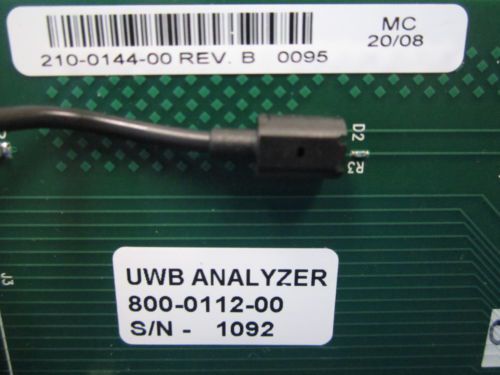 210-0144-00 REV. B 0095
MC
20/08
D2
R3
J3
UWB ANALYZER
800-0112-00
S/N - 1092